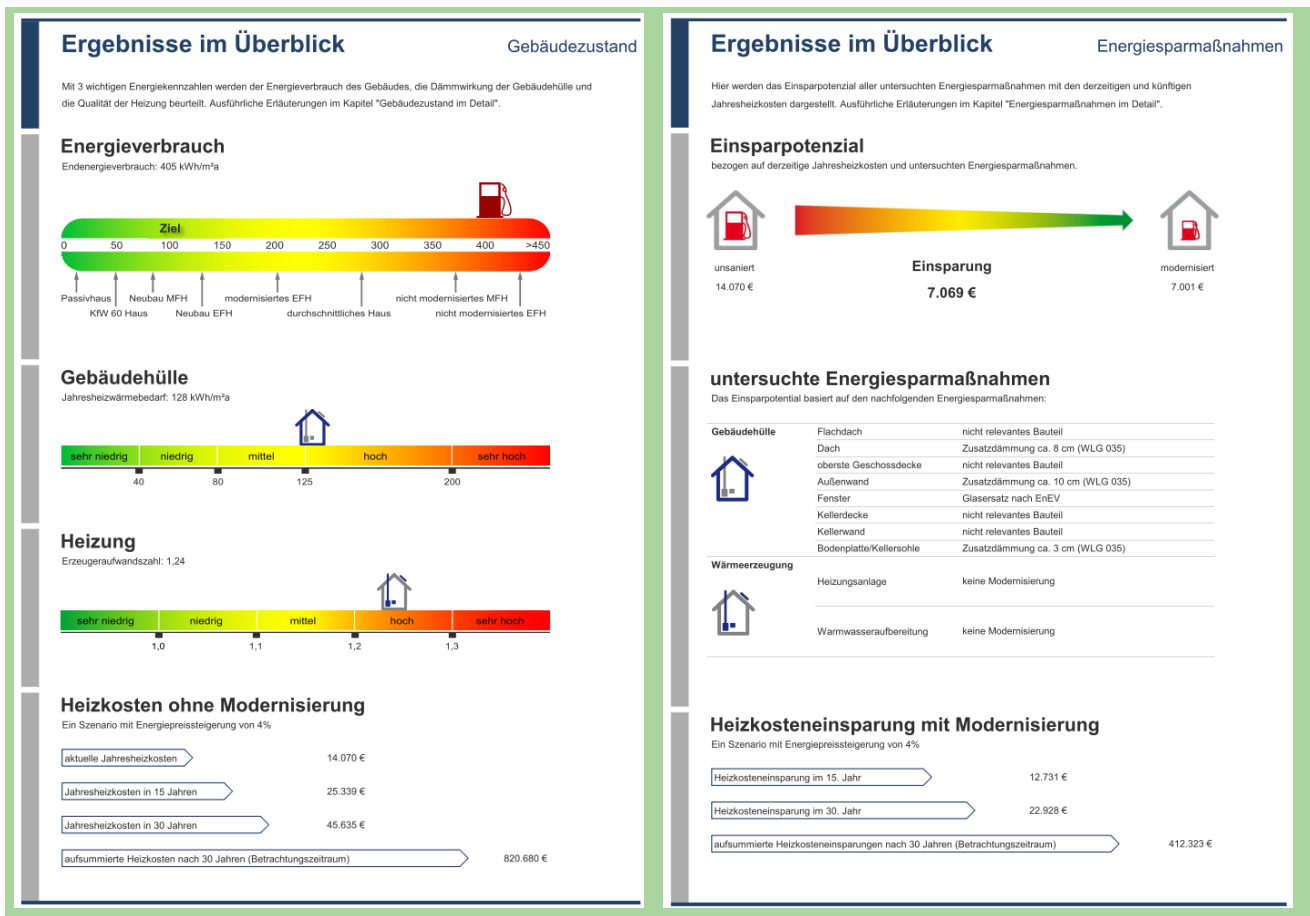 Ergebnisse im Überblick
Gebäudezustand
Mit 3 wichtigen Energiekennzahlen werden der Energieverbrauch des Gebäudes, die Dämmwirkung der Gebäudehülle und
die Qualität der Heizung beurteilt. Ausführliche Erläuterungen im Kapitel "Gebäudezustand im Detail".
Energieverbrauch
Endenergieverbrauch: 405 kWh/m²a
Ziel
0 50 100 150 200 250 300 350 400 >450
Passivhaus Neubau MFH modernisiertes EFH nicht modernisiertes MFH
KfW 60 Haus Neubau EFH durchschnittliches Haus nicht modernisiertes EFH
Gebäudehülle
Jahresheizwärmebedarf: 128 kWh/m²a
sehr niedrig niedrig mittel hoch sehr hoch
40 80 125 200
Heizung
Erzeugeraufwandszahl: 1,24
sehr niedrig niedrig mittel hoch sehr hoch
1,0 1,1 1,2 1,3
Heizkosten ohne Modernisierung
Ein Szenario mit Energiepreissteigerung von 4%
aktuelle Jahresheizkosten 14.070 €
Jahresheizkosten in 15 Jahren 25.339 €
Jahresheizkosten in 30 Jahren 45.635 €
aufsummierte Heizkosten nach 30 Jahren (Betrachtungszeitraum) 820.680 €
Ergebnisse im Überblick
Energiesparmaßnahmen
Hier werden das Einsparpotenzial aller untersuchten Energiesparmaßnahmen mit den derzeitigen und künftigen
Jahresheizkosten dargestellt. Ausführliche Erläuterungen im Kapitel "Energiesparmaßnahmen im Detail".
Einsparpotenzial
bezogen auf derzeitige Jahresheizkosten und untersuchten Energiesparmaßnahmen.
unsaniert Einsparung modernisiert
14.070 € 7.069 € 7.001 €
untersuchte Energiesparmaßnahmen
Das Einsparpotential basiert auf den nachfolgenden Energiesparmaßnahmen:
Gebäudehülle Flachdach nicht relevantes Bauteil
Dach Zusatzdämmung ca. 8 cm (WLG 035)
oberste Geschossdecke nicht relevantes Bauteil
Außenwand Zusatzdämmung ca. 10 cm (WLG 035)
Fenster Glasersatz nach EnEV
Kellerdecke nicht relevantes Bauteil
Kellerwand nicht relevantes Bauteil
Bodenplatte/Kellersohle Zusatzdämmung ca. 3 cm (WLG 035)
Wärmeerzeugung
Heizungsanlage keine Modernisierung
Warmwasseraufbereitung keine Modernisierung
Heizkosteneinsparung mit Modernisierung
Ein Szenario mit Energiepreissteigerung von 4%
Heizkosteneinsparung im 15. Jahr 12.731 €
Heizkosteneinsparung im 30. Jahr 22.928 €
aufsummierte Heizkosteneinsparungen nach 30 Jahren (Betrachtungszeitraum) 412.323 €